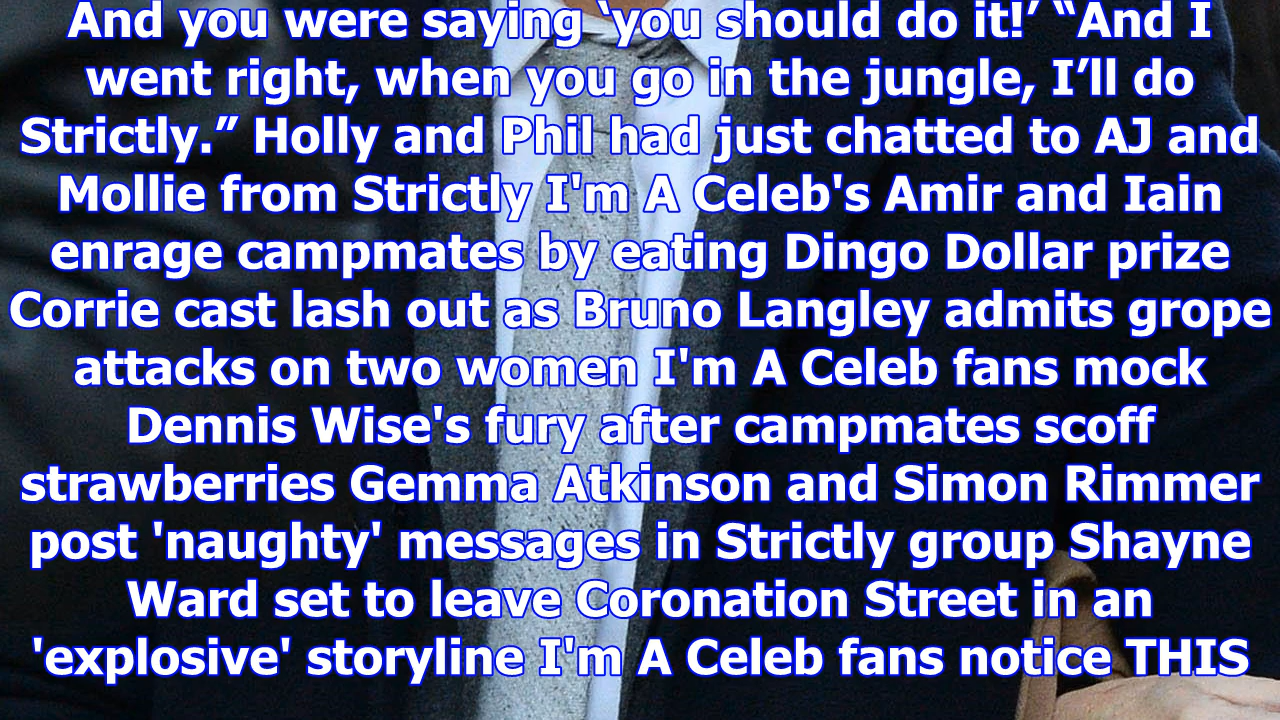 And you were saying ‘you should do it!’ “And I
went right, when you go in the jungle, I’ll do
Strictly.” Holly and Phil had just chatted to AJ and
Mollie from Strictly I'm A Celeb's Amir and Iain
enrage campmates by eating Dingo Dollar prize
Corrie cast lash out as Bruno Langley admits grope
attacks on two women I'm A Celeb fans mock
Dennis Wise's fury after campmates scoff
strawberries Gemma Atkinson and Simon Rimmer
post 'naughty' messages in Strictly group Shayne
Ward set to leave Coronation Street in an
'explosive' storyline I'm A Celeb fans notice THIS